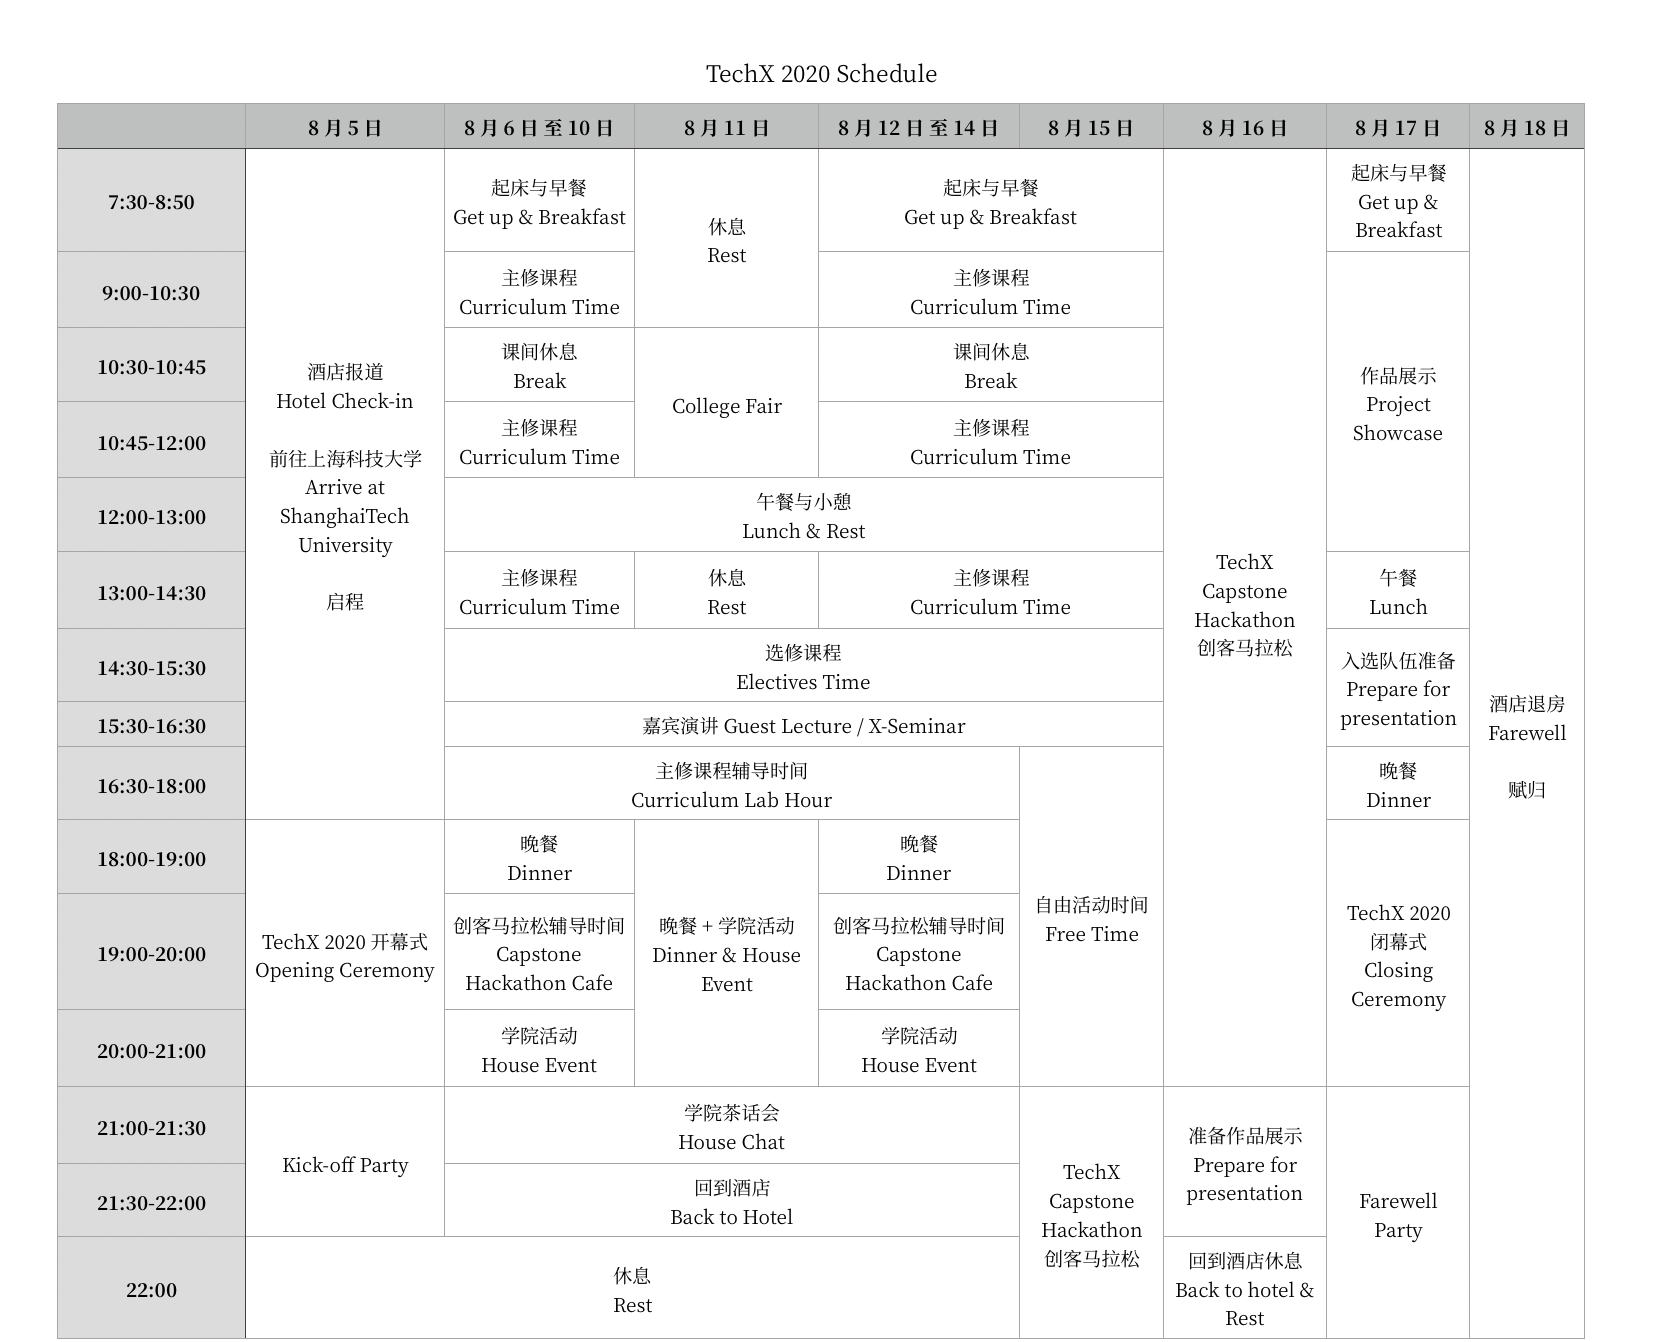 TechX 2020 Schedule
8 月 5 日
8 月 6 日 至 10 日
8 月 11 日
8 月 12 日 至 14 日
8 月 15 日
8 月 16 日
8 月 17 日
8 月 18 日
7:30-8:50
起床与早餐
Get up & Breakfast
休息
Rest
起床与早餐
Get up & Breakfast
起床与早餐
Get up &
Breakfast
9:00-10:30
主修课程
Curriculum Time
主修课程
Curriculum Time
10:30-10:45
酒店报道
Hotel Check-in
前往上海科技大学
Arrive at
ShanghaiTech
University
启程
课间休息
Break
College Fair
课间休息
Break
作品展示
Project
Showcase
10:45-12:00
主修课程
Curriculum Time
主修课程
Curriculum Time
12:00-13:00
午餐与小憩
Lunch & Rest
13:00-14:30
主修课程
Curriculum Time
休息
Rest
主修课程
Curriculum Time
TechX
Capstone
Hackathon
创客马拉松
午餐
Lunch
14:30-15:30
选修课程
Electives Time
入选队伍准备
Prepare for
presentation
15:30-16:30
嘉宾演讲 Guest Lecture / X-Seminar
酒店退房
Farewell
赋归
16:30-18:00
主修课程辅导时间
Curriculum Lab Hour
晚餐
Dinner
18:00-19:00
晚餐
Dinner
晚餐
Dinner
19:00-20:00
TechX 2020 开幕式
Opening Ceremony
创客马拉松辅导时间
Capstone
Hackathon Cafe
晚餐 + 学院活动
Dinner & House
Event
创客马拉松辅导时间
Capstone
Hackathon Cafe
自由活动时间
Free Time
TechX 2020
闭幕式
Closing
Ceremony
20:00-21:00
学院活动
House Event
学院活动
House Event
21:00-21:30
Kick-off Party
学院茶话会
House Chat
准备作品展示
Prepare for
presentation
21:30-22:00
回到酒店
Back to Hotel
TechX
Capstone
Hackathon
创客马拉松
Farewell
Party
22:00
休息
Rest
回到酒店休息
Back to hotel &
Rest